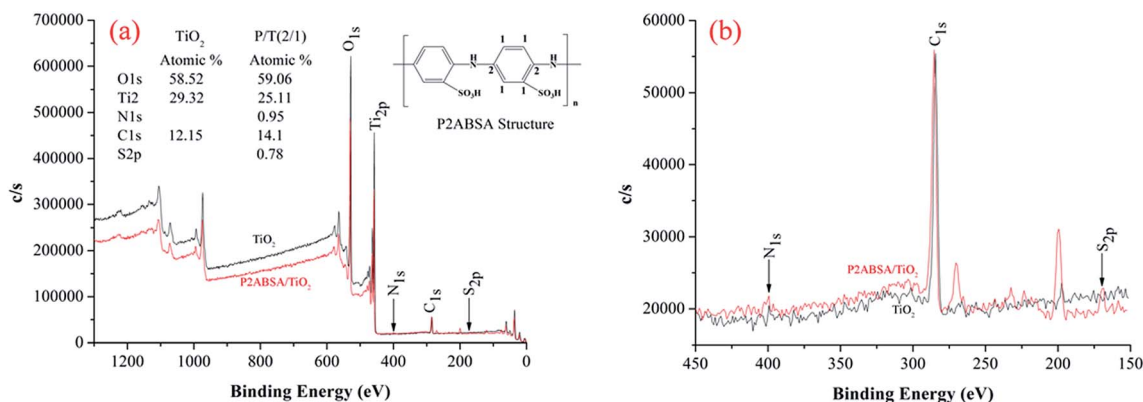 (a)
TiO2 P/T(2/1)
Atomic % Atomic %
O1s 58.52 59.06
Ti2 29.32 25.11
N1s 0.95
C1s 12.15 14.1
S2p 0.78
O1s
Ti2p
H
N
H
N
1 1
2 2
1 1
SO3H
SO3H
n
P2ABSA Structure
TiO2
P2ABSA/TiO2
N1s
C1s
S2p
700000
600000
500000
400000
300000
200000
100000
0
c/s
1200 1000 800 600 400 200 0
Binding Energy (eV)
(b)
C1s
N1s
S2p
P2ABSA/TiO2
TiO2
60000
50000
40000
30000
20000
c/s
450 400 350 300 250 200 150
Binding Energy (eV)